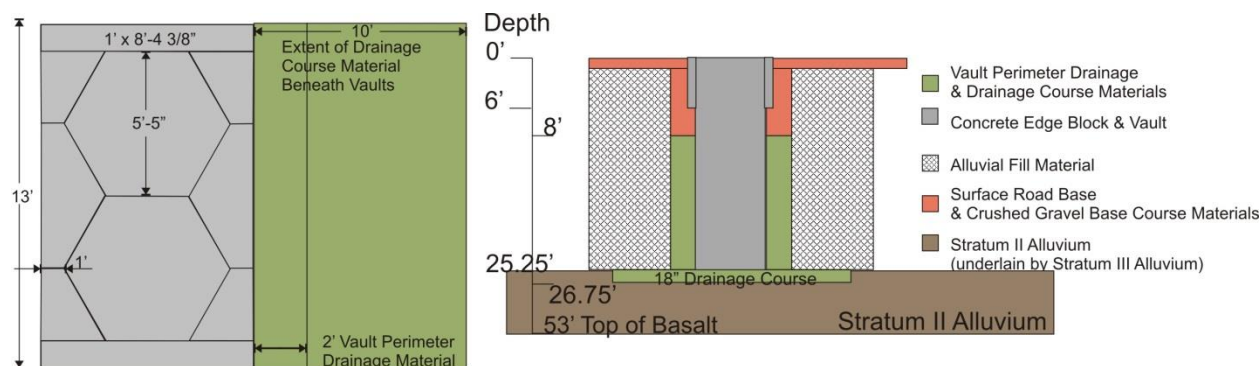 1' x 8'-4 3/8"
10'
Extent of Drainage
Course Material
Beneath Vaults
5'-5"
13'
1'
2' Vault Perimeter
Drainage Material
Depth
0'
6'
8'
25.25'
18" Drainage Course
26.75'
53' Top of Basalt
Stratum II Alluvium
Vault Perimeter Drainage
& Drainage Course Materials
Concrete Edge Block & Vault
Alluvial Fill Material
Surface Road Base
& Crushed Gravel Base Course Materials
Stratum II Alluvium
(underlain by Stratum III Alluvium)